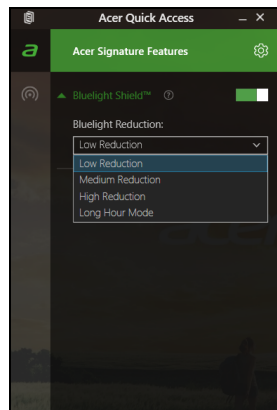 Acer Quick Access
Acer Signature Features
Bluelight Shield™
Bluelight Reduction:
Low Reduction
Low Reduction
Medium Reduction
High Reduction
Long Hour Mode